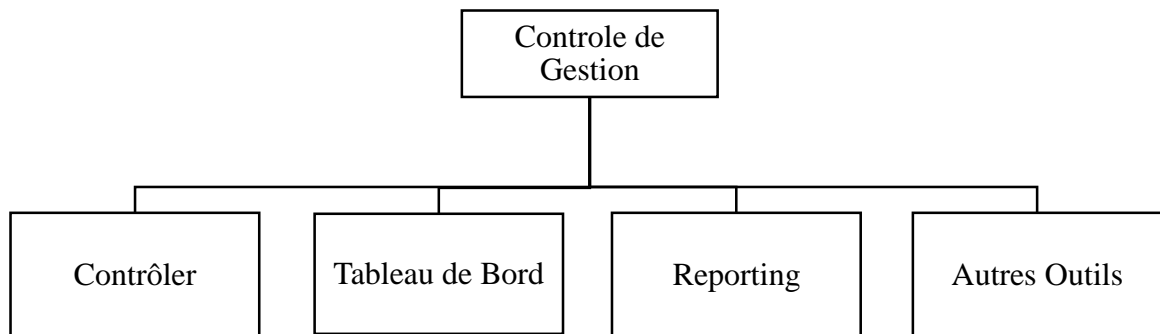 Controle de
Gestion
Contrôler
Tableau de Bord
Reporting
Autres Outils